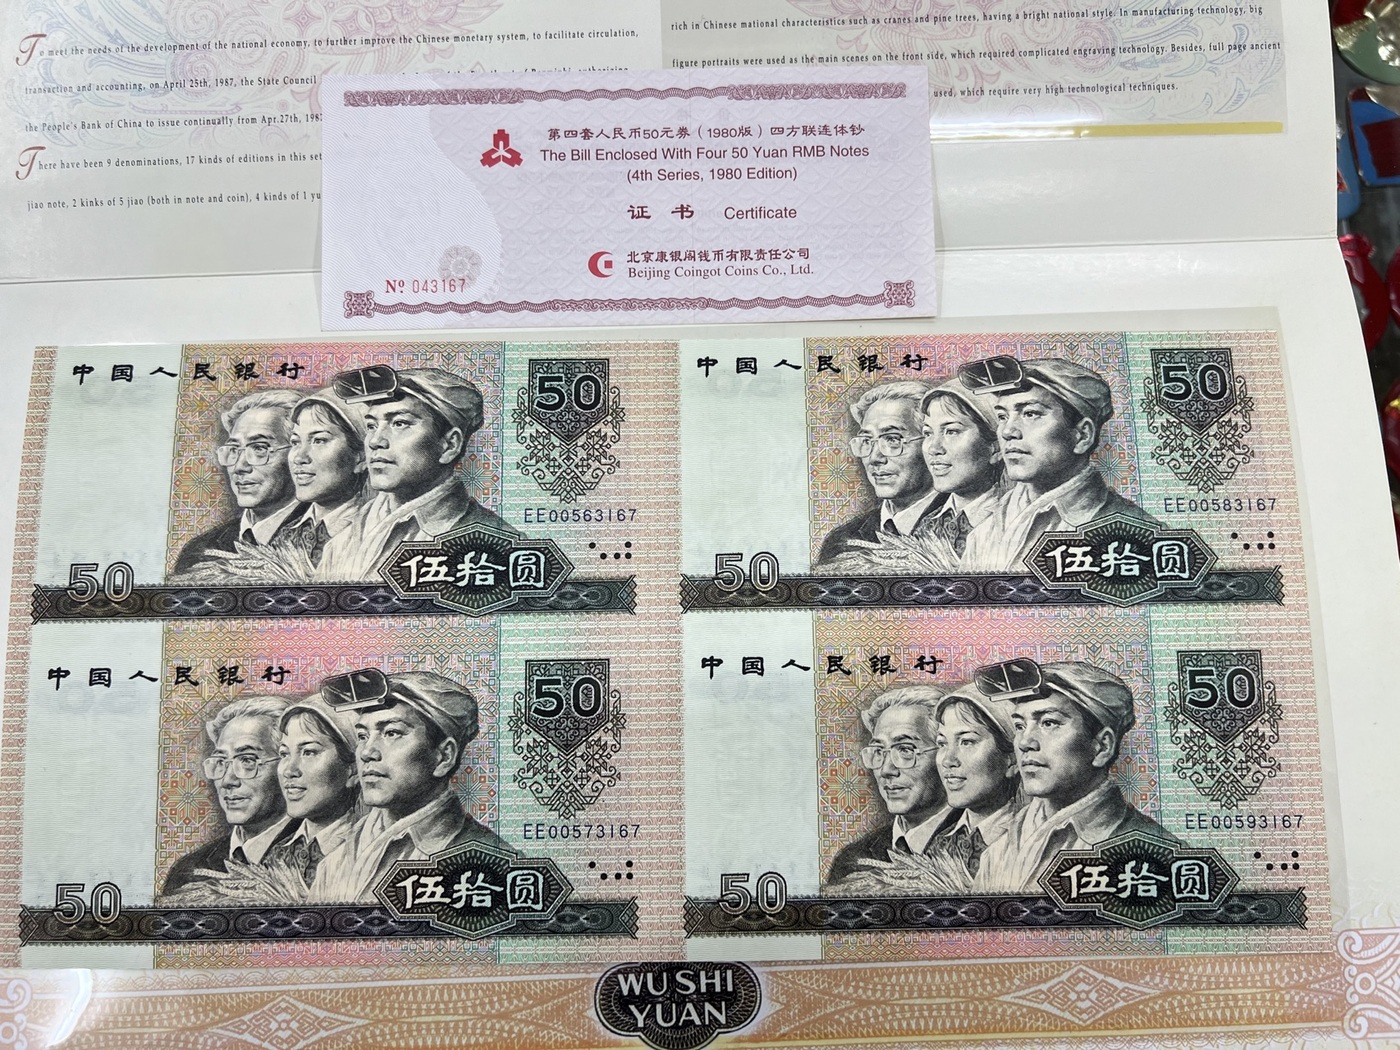 To meet the needs of the development of the national economy, to further improve the Chinese monetary system, to facilitate circulation,
transaction and accounting, on April 25th, 1987, the State Council
the People's Bank of China to issue continually from Apr.27th, 198
There have been 9 denominations, 17 kinds of editions in this set
jiao note, 2 kinks of 5 jiao (both in note and coin), 4 kinds of 1 yu
rich in Chinese mational characteristics such as cranes and pine trees, having a bright national style. In manufacturing technology, big
figure portraits were used as the main scenes on the front side, which required complicated engraving technology. Besides, full page ancient
used, which require very high technological techniques.
第四套人民币50元券（1980版）四方联连体钞
The Bill Enclosed With Four 50 Yuan RMB Notes
(4th Series, 1980 Edition)
证书 Certificate
北京康银阁钱币有限责任公司
Beijing Coingot Coins Co., Ltd.
Nº 043167
中国人民银行
50
EE00563167
50
伍拾圆
中国人民银行
50
EE00583167
50
伍拾圆
中国人民银行
50
EE00573167
50
伍拾圆
中国人民银行
50
EE00593167
50
伍拾圆
WU SHI
YUAN